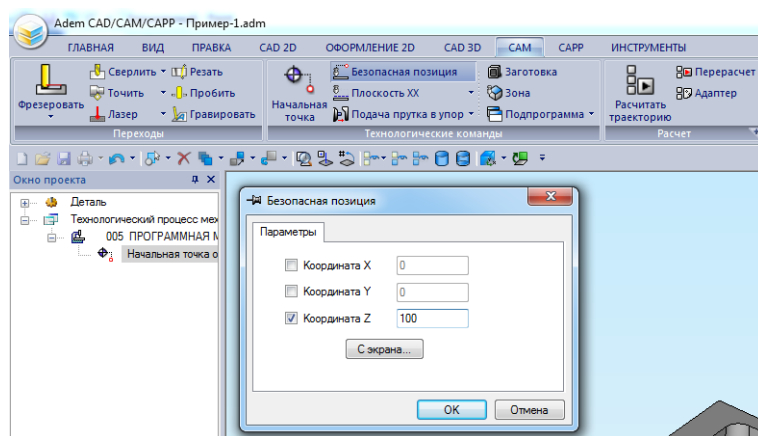 Adem CAD/CAM/CAPP - Пример-1.adm
ГЛАВНАЯ ВИД ПРАВКА CAD 2D ОФОРМЛЕНИЕ 2D CAD 3D CAM CAPP ИНСТРУМЕНТЫ
Фрезеровать
Сверлить Резать
Точить Пробить
Лазер Гравировать
Переходы
Начальная точка
Безопасная позиция Заготовка
Плоскость XX Зона
Подача прутка в упор Подпрограмма
Технологические команды
Расчитать траекторию
Перерасчет
Адаптер
Расчет
Окно проекта
Деталь
Технологический процесс мех
005 ПРОГРАММНАЯ М
Начальная точка о
Безопасная позиция
Параметры
Координата X 0
Координата Y 0
Координата Z 100
С экрана...
OK Отмена